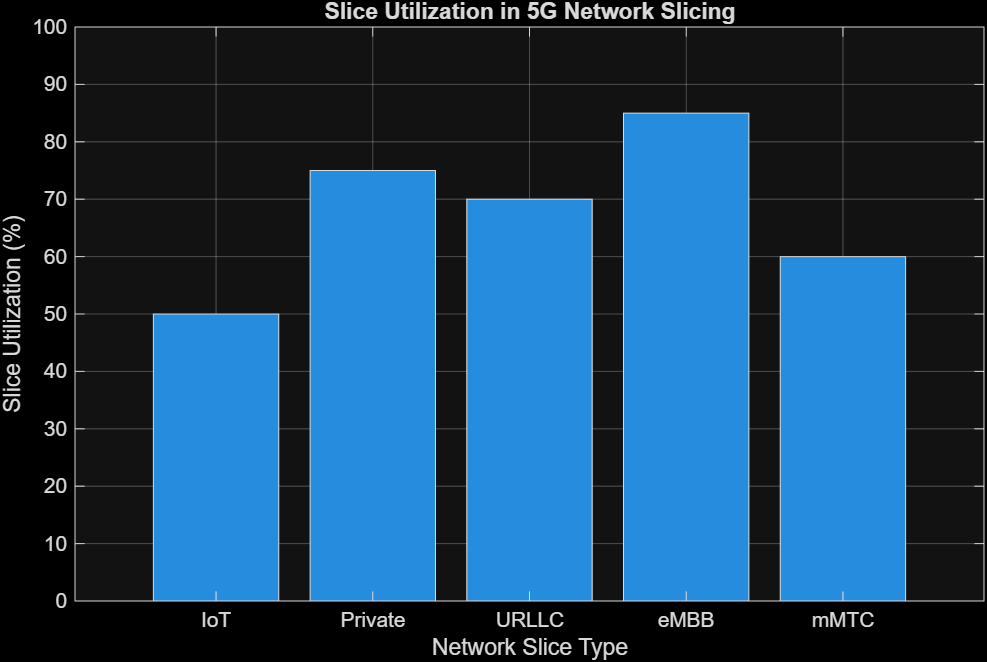 Slice Utilization in 5G Network Slicing
100
90
80
70
60
50
40
30
20
10
0
Slice Utilization (%)
IoT Private URLLC eMBB mMTC
Network Slice Type